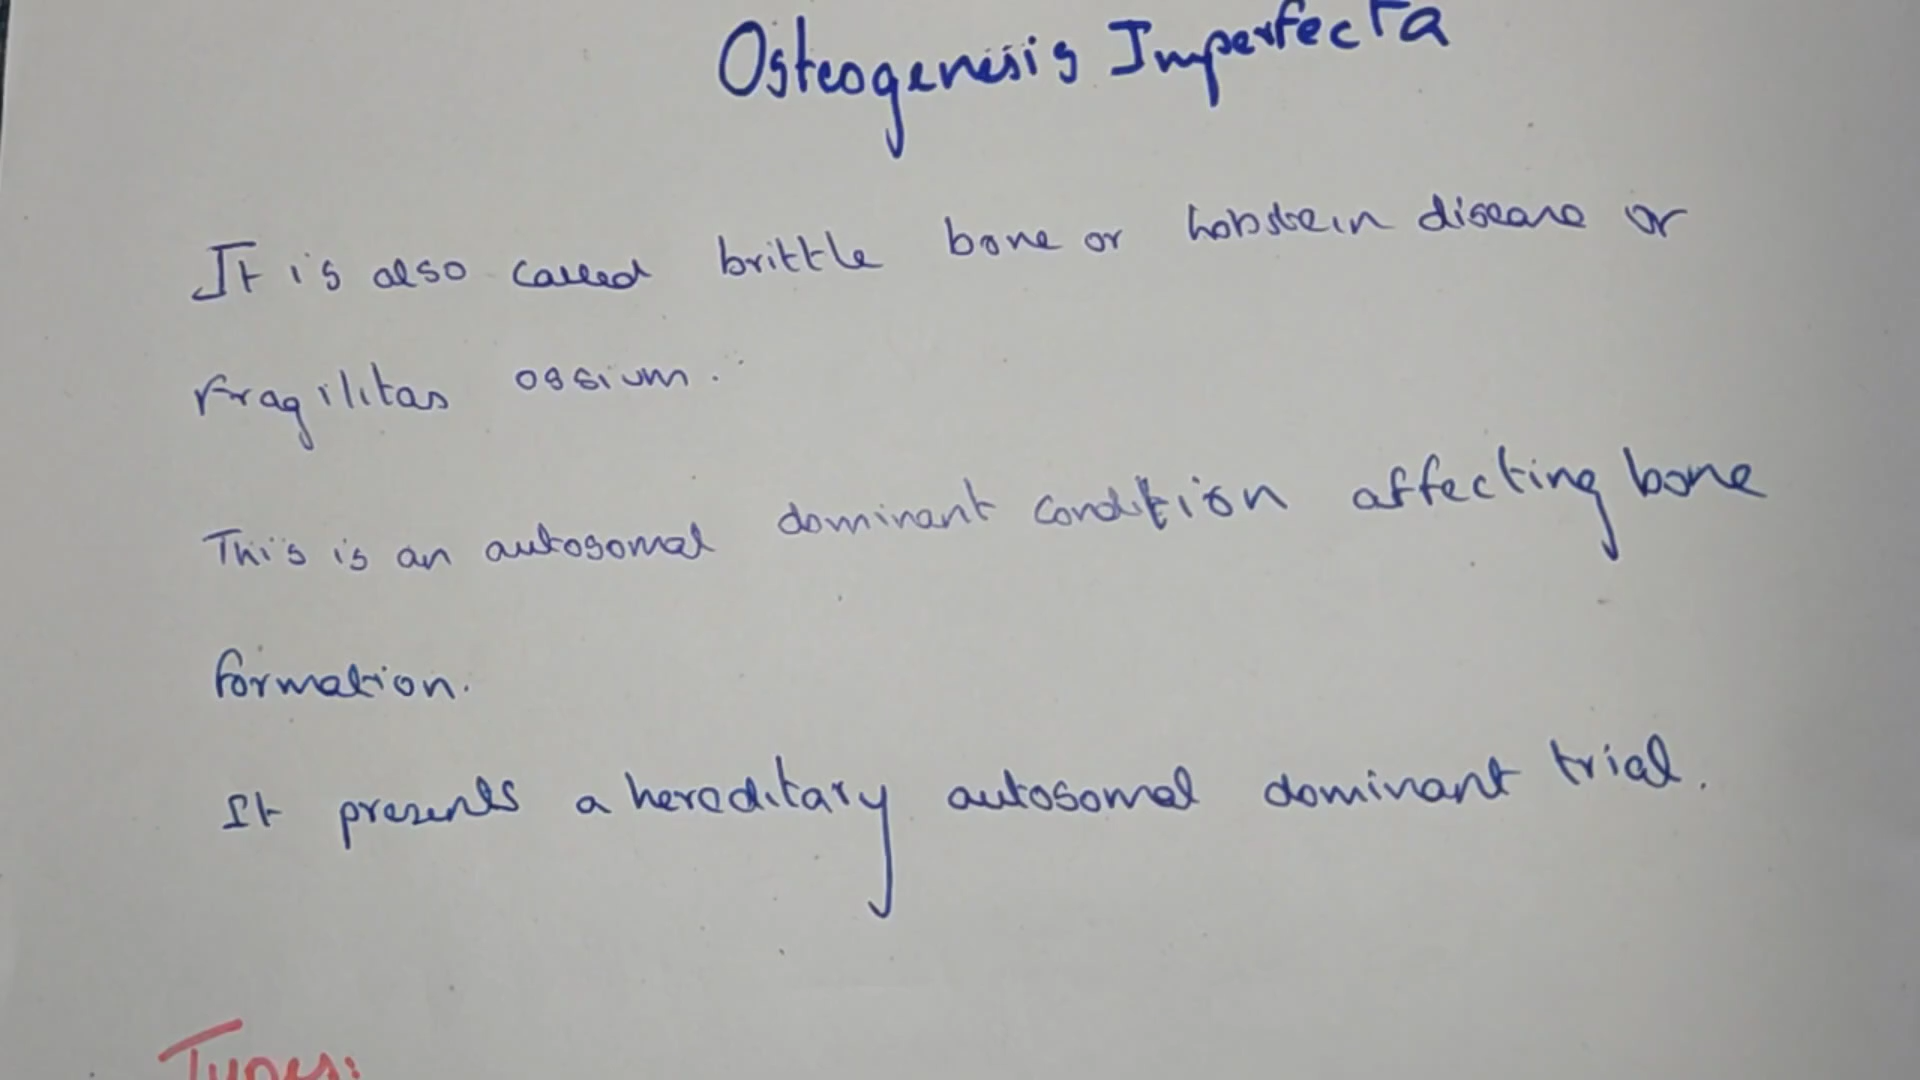 Osteogenesis Imperfecta
It is also called brittle bone or lobstein disease or
fragilitas ossium.
This is an autosomal dominant condition affecting bone
formation.
It presents a hereditary autosomal dominant trial.
Types: